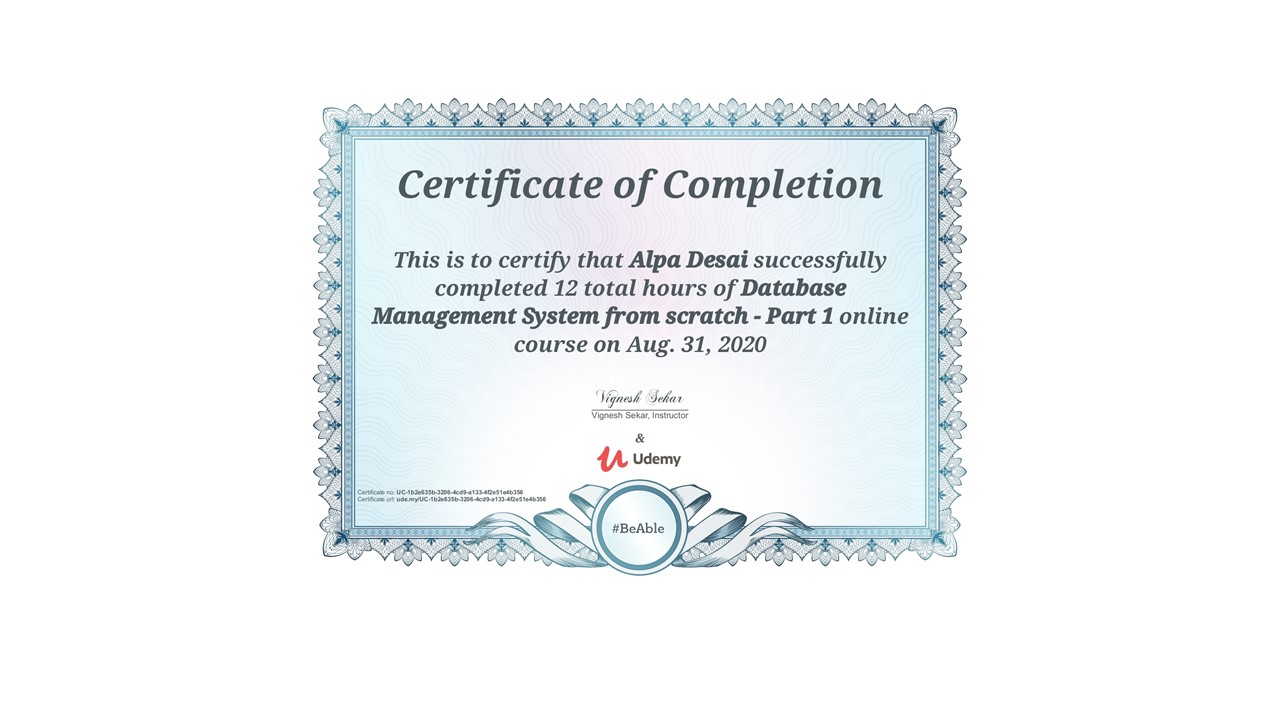 Certificate of Completion
This is to certify that Alpa Desai successfully
completed 12 total hours of Database
Management System from scratch - Part 1 online
course on Aug. 31, 2020
Vignesh Sekar
Vignesh Sekar, Instructor
&
Udemy
Certificate no: UC-1b2e635b-3206-4cd9-a133-4f2e51e4b356
Certificate url: ude.my/UC-1b2e635b-3206-4cd9-a133-4f2e51e4b356
#BeAble